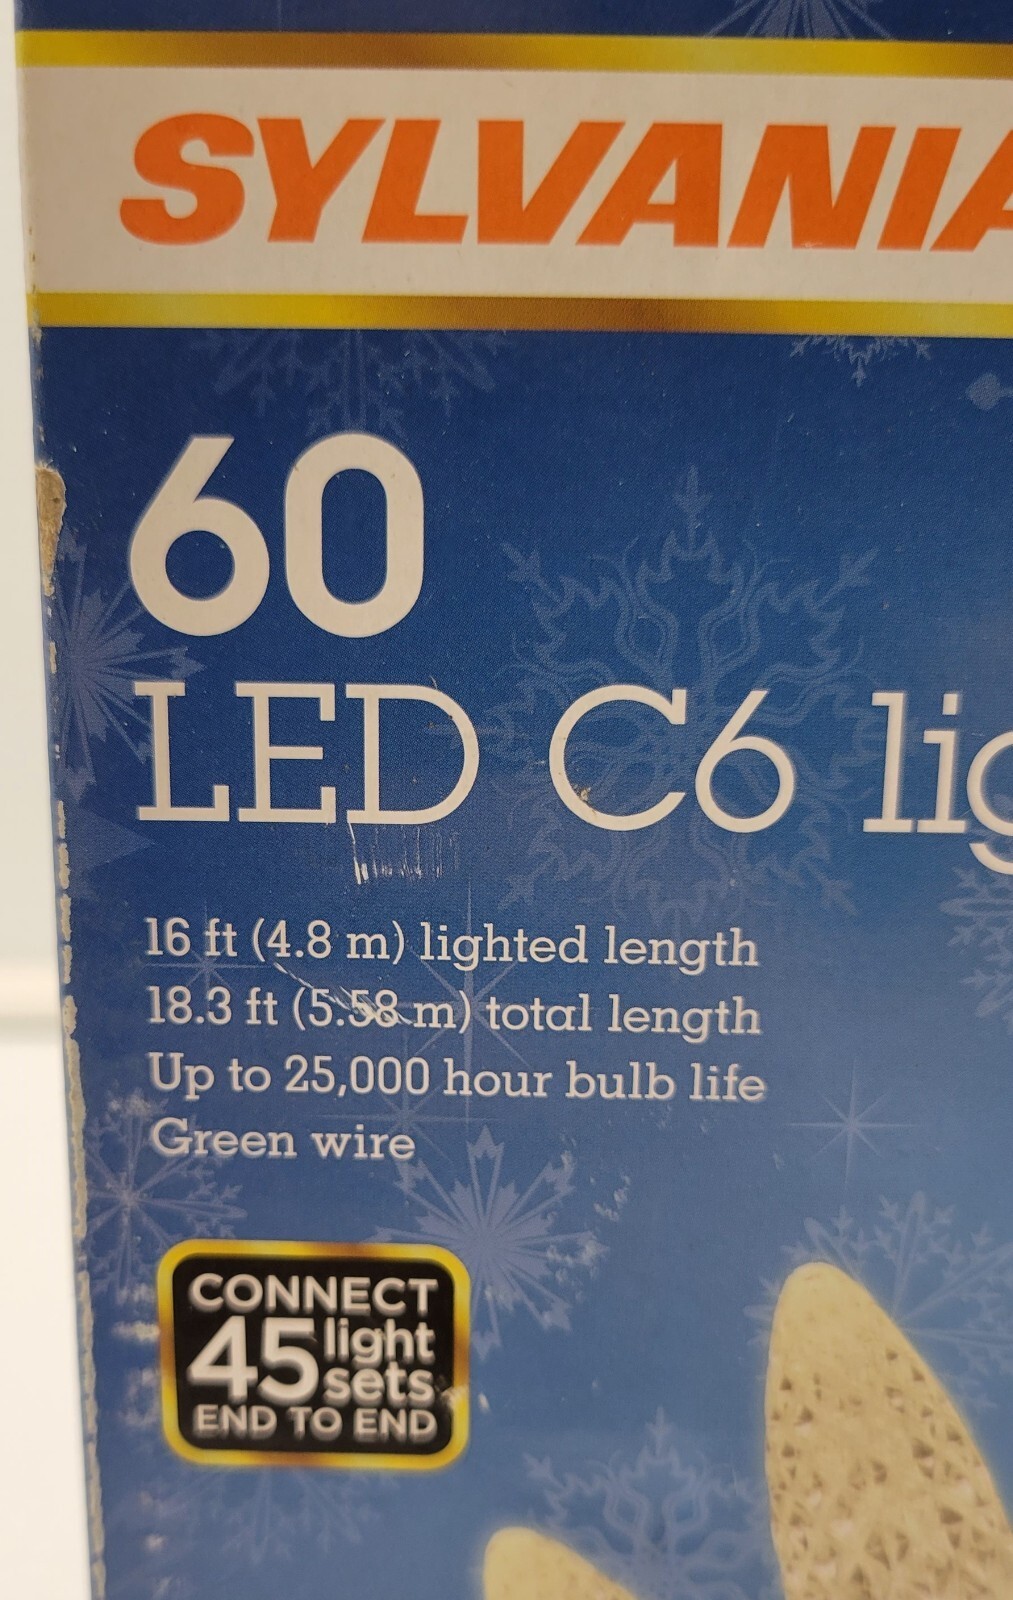 SYLVANIA
60
LED C6 lig
16 ft (4.8 m) lighted length
18.3 ft (5.58 m) total length
Up to 25,000 hour bulb life
Green wire
CONNECT
45 light sets
END TO END